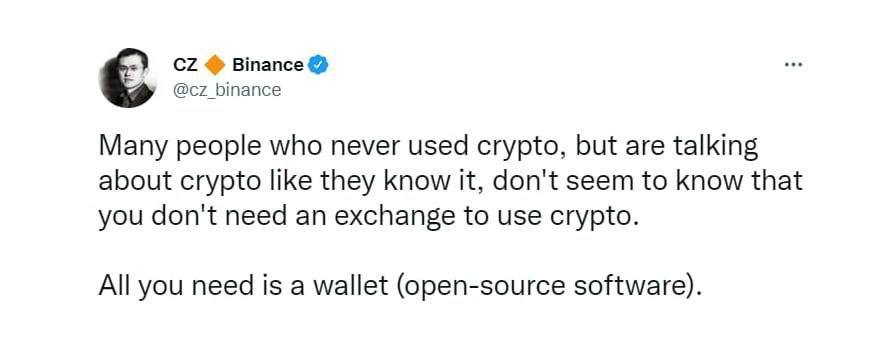 CZ 🔶 Binance
@cz_binance
Many people who never used crypto, but are talking
about crypto like they know it, don't seem to know that
you don't need an exchange to use crypto.
All you need is a wallet (open-source software).